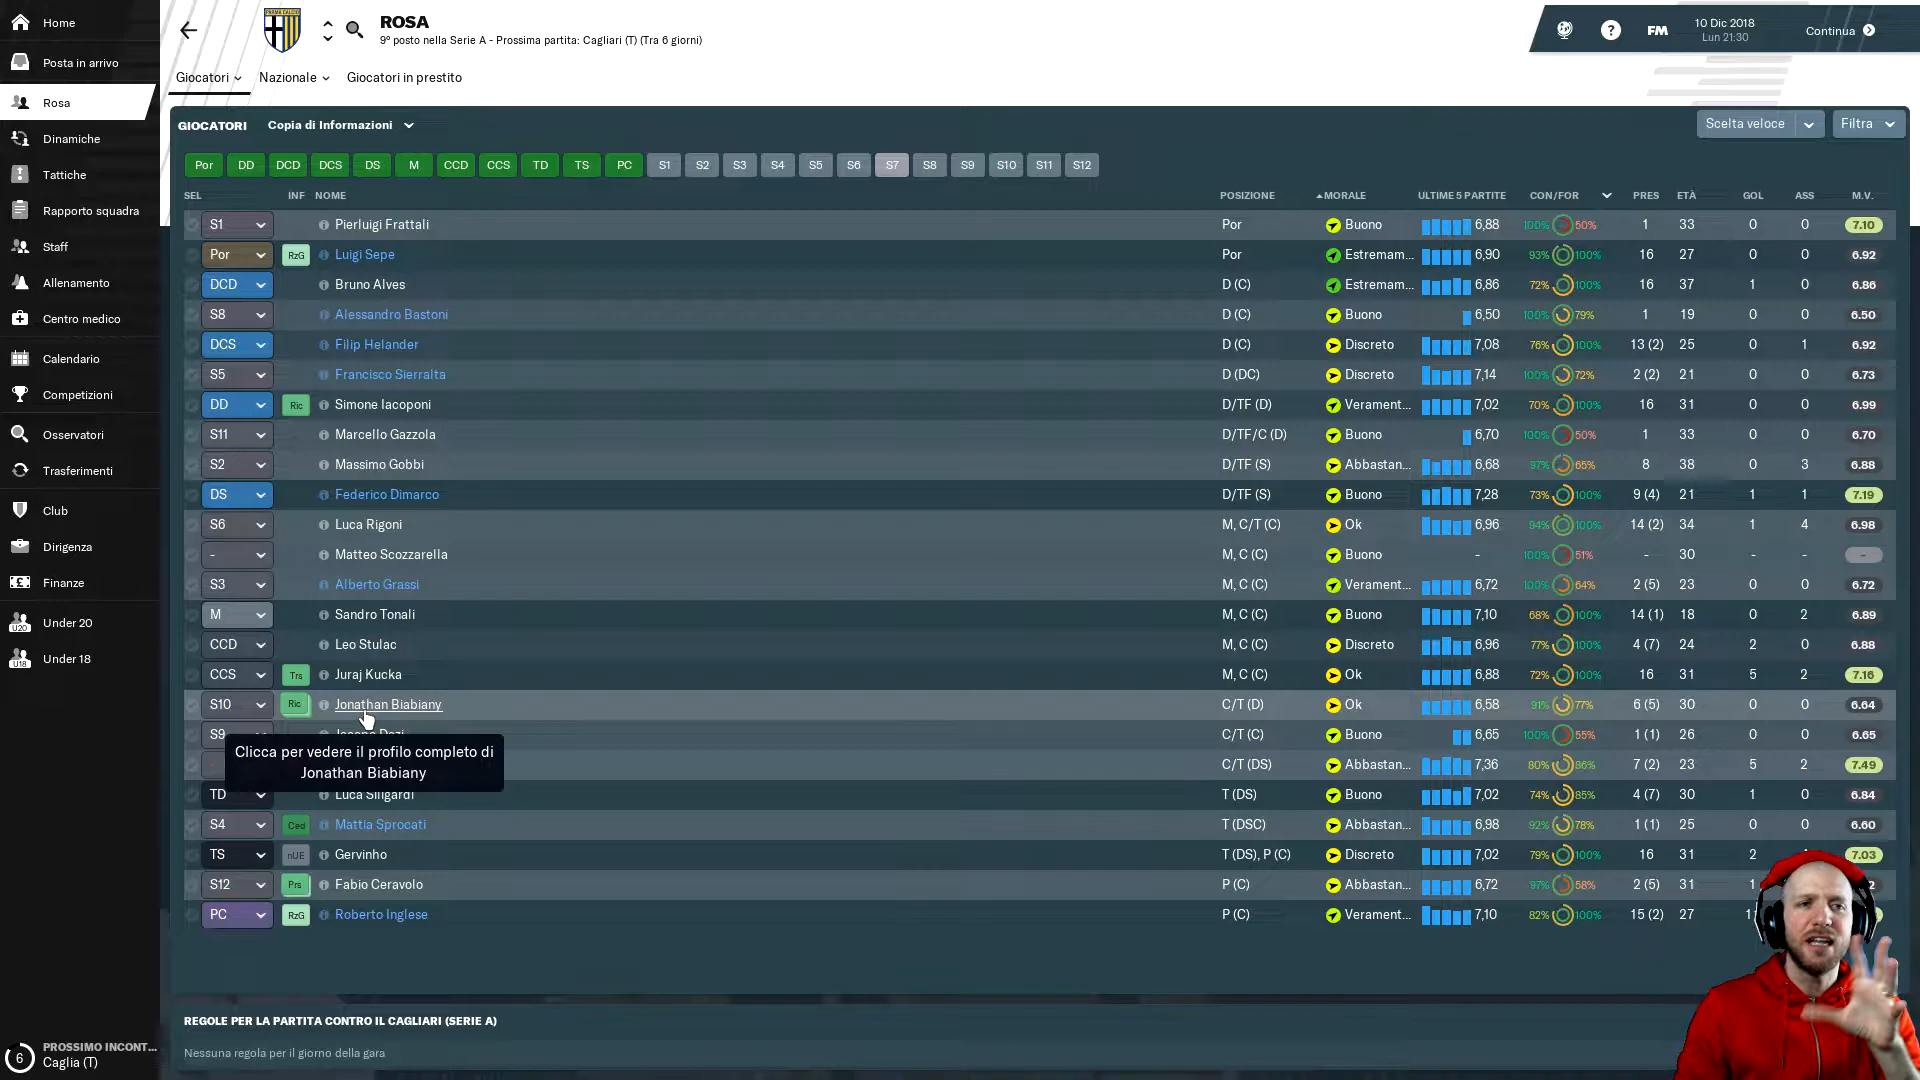 Home
Posta in arrivo
Rosa
Dinamiche
Tattiche
Rapporto squadra
Staff
Allenamento
Centro medico
Calendario
Competizioni
Osservatori
Trasferimenti
Club
Dirigenza
Finanze
U20 Under 20
U18 Under 18
6 PROSSIMO INCONT...
Caglia (T)
PARMA CALCIO
ROSA
9° posto nella Serie A - Prossima partita: Cagliari (T) (Tra 6 giorni)
? FM 10 Dic 2018
Lun 21:30
Continua
Giocatori Nazionale Giocatori in prestito
GIOCATORI Copia di Informazioni Scelta veloce Filtra
Por DD DCD DCS DS M CCD CCS TD TS PC S1 S2 S3 S4 S5 S6 S7 S8 S9 S10 S11 S12
SEL INF NOME POSIZIONE MORALE ULTIME 5 PARTITE CON/FOR PRES ETÀ GOL ASS M.V.
S1 Pierluigi Frattali Por Buono 6,88 100% 50% 1 33 0 0 7.10
Por RzG Luigi Sepe Por Estremam... 6,90 93% 100% 16 27 0 0 6.92
DCD Bruno Alves D (C) Estremam... 6,86 72% 100% 16 37 1 0 6.86
S8 Alessandro Bastoni D (C) Buono 6,50 100% 79% 1 19 0 0 6.50
DCS Filip Helander D (C) Discreto 7,08 76% 100% 13 (2) 25 0 1 6.92
S5 Francisco Sierralta D (DC) Discreto 7,14 100% 72% 2 (2) 21 0 0 6.73
DD Ric Simone Iacoponi D/TF (D) Verament... 7,02 70% 100% 16 31 0 0 6.99
S11 Marcello Gazzola D/TF/C (D) Buono 6,70 100% 50% 1 33 0 0 6.70
S2 Massimo Gobbi D/TF (S) Abbastan... 6,68 97% 65% 8 38 0 3 6.88
DS Federico Dimarco D/TF (S) Buono 7,28 73% 100% 9 (4) 21 1 1 7.19
S6 Luca Rigoni M, C/T (C) Ok 6,96 94% 100% 14 (2) 34 1 4 6.98
- Matteo Scozzarella M, C (C) Buono - 100% 51% - 30 - - -
S3 Alberto Grassi M, C (C) Verament... 6,72 100% 64% 2 (5) 23 0 0 6.72
M Sandro Tonali M, C (C) Buono 7,10 68% 100% 14 (1) 18 0 2 6.89
CCD Leo Stulac M, C (C) Discreto 6,96 77% 100% 4 (7) 24 2 0 6.88
CCS Trs Juraj Kucka M, C (C) Ok 6,88 72% 100% 16 31 5 2 7.16
S10 Ric Jonathan Biabiany C/T (D) Ok 6,58 91% 77% 6 (5) 30 0 0 6.64
S9 C/T (C) Buono 6,65 100% 55% 1 (1) 26 0 0 6.65
Clicca per vedere il profilo completo di
Jonathan Biabiany
- C/T (DS) Abbastan... 7,36 80% 86% 7 (2) 23 5 2 7.49
TD Luca Siligardi T (DS) Buono 7,02 74% 85% 4 (7) 30 1 0 6.84
S4 Ced Mattia Sprocati T (DSC) Abbastan... 6,98 92% 78% 1 (1) 25 0 0 6.60
TS nUE Gervinho T (DS), P (C) Discreto 7,02 79% 100% 16 31 2 7.03
S12 Prs Fabio Ceravolo P (C) Abbastan... 6,72 97% 58% 2 (5) 31 1
PC RzG Roberto Inglese P (C) Verament... 7,10 82% 100% 15 (2) 27
REGOLE PER LA PARTITA CONTRO IL CAGLIARI (SERIE A)
Nessuna regola per il giorno della gara